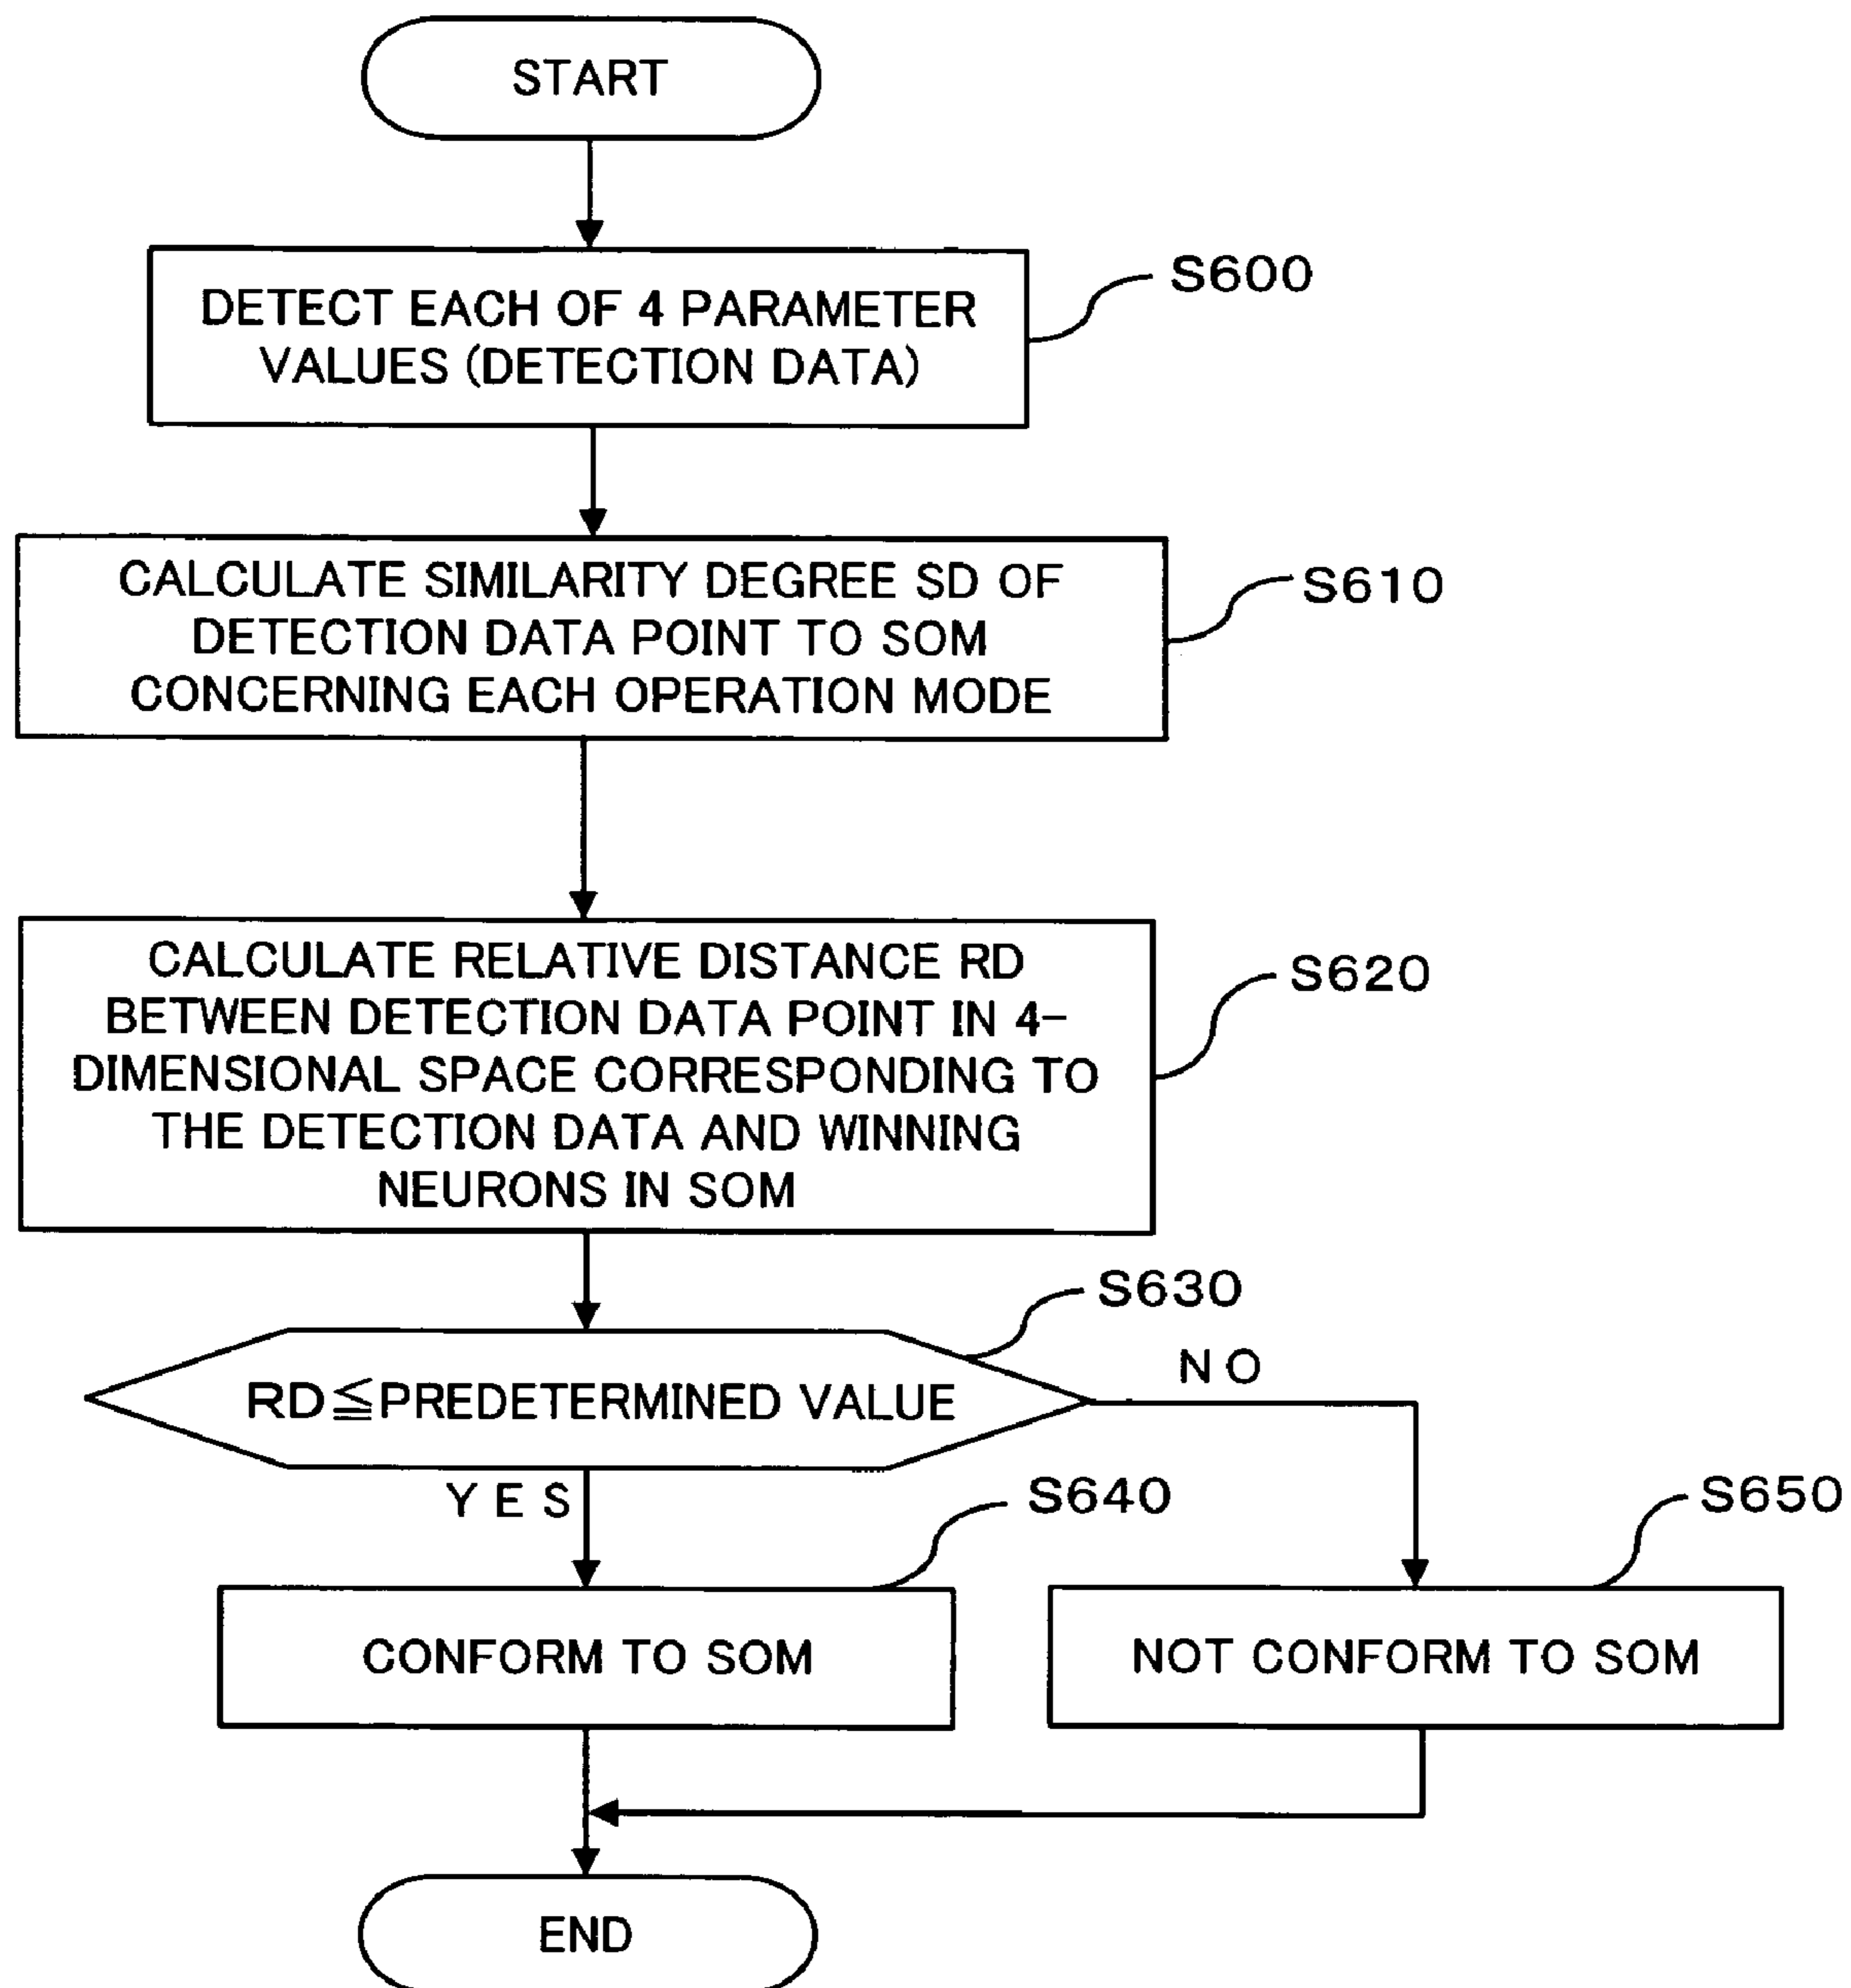 START
S600
DETECT EACH OF 4 PARAMETER
VALUES (DETECTION DATA)
S610
CALCULATE SIMILARITY DEGREE SD OF
DETECTION DATA POINT TO SOM
CONCERNING EACH OPERATION MODE
S620
CALCULATE RELATIVE DISTANCE RD
BETWEEN DETECTION DATA POINT IN 4-
DIMENSIONAL SPACE CORRESPONDING TO
THE DETECTION DATA AND WINNING
NEURONS IN SOM
S630
RD≦PREDETERMINED VALUE
NO
YES
S640
S650
CONFORM TO SOM
NOT CONFORM TO SOM
END